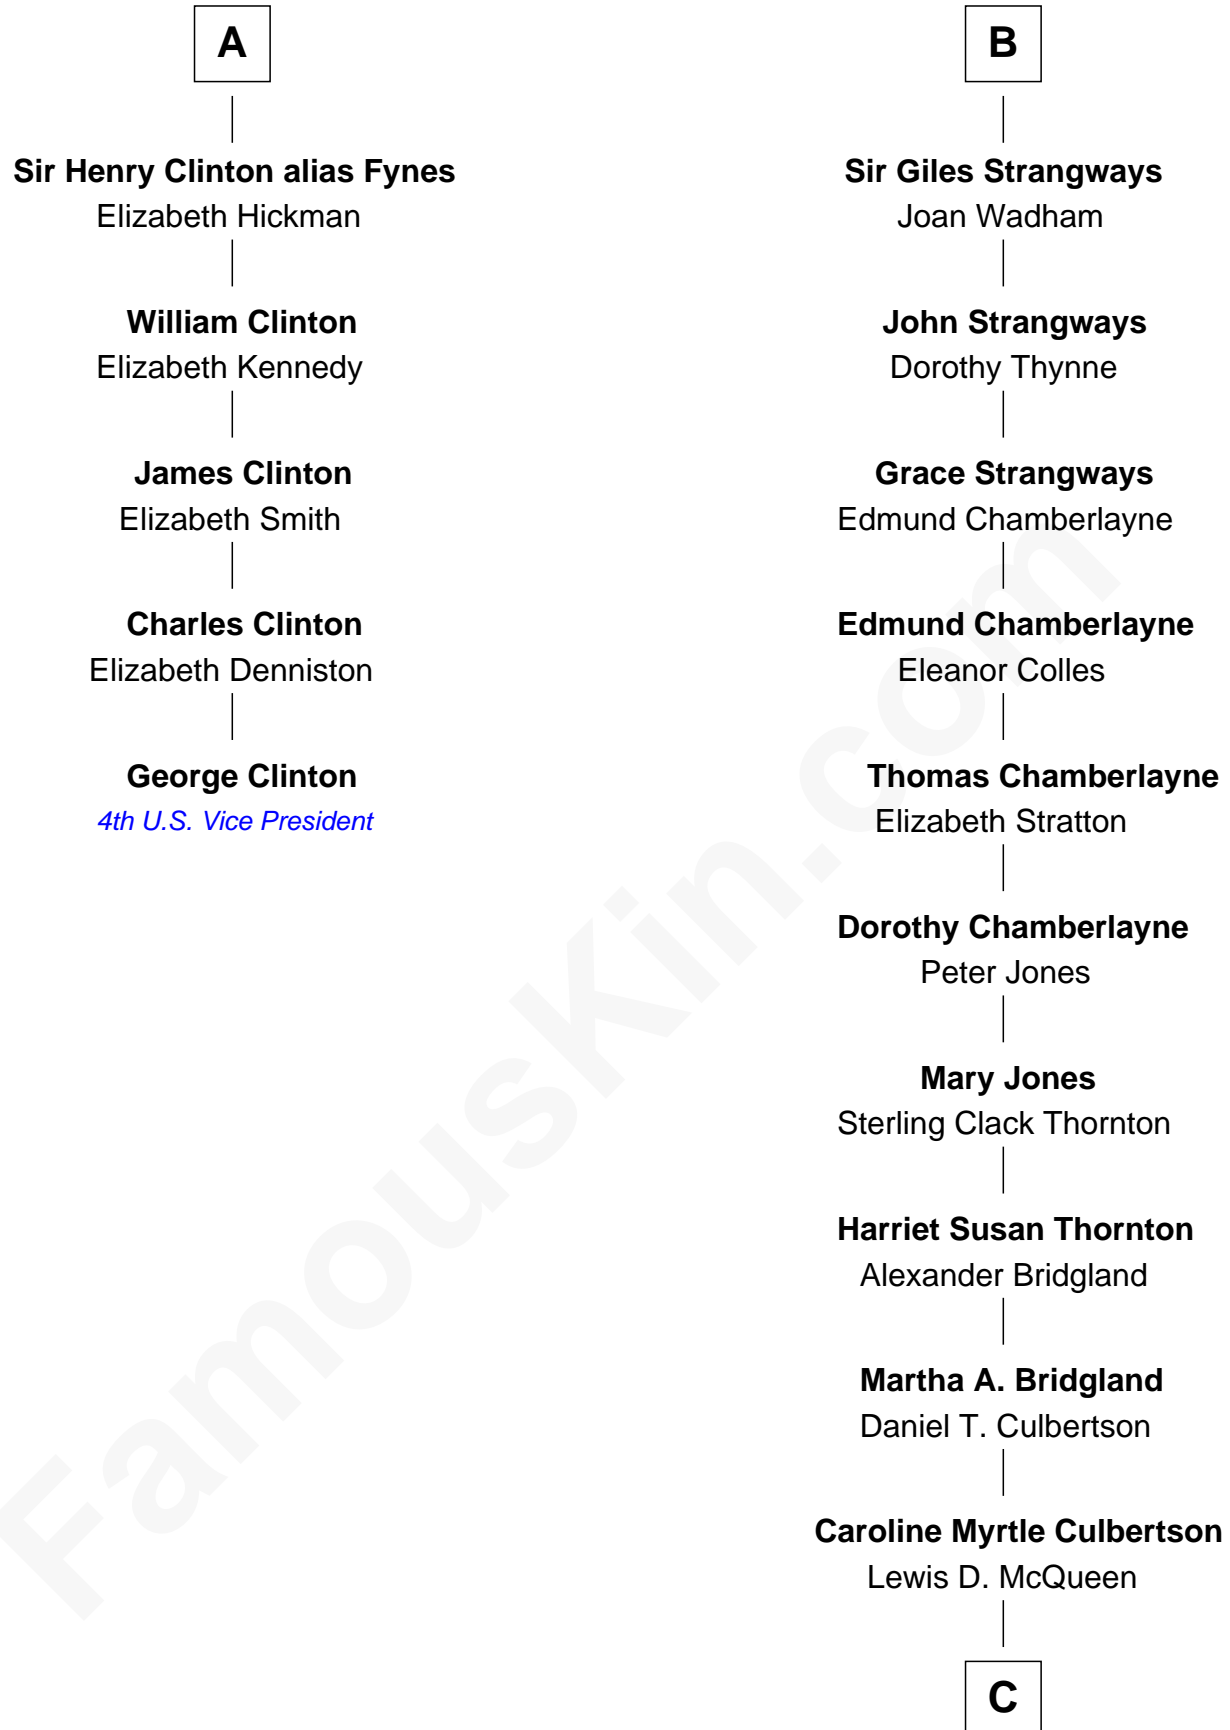 A
Sir Henry Clinton alias Fynes
Elizabeth Hickman
William Clinton
Elizabeth Kennedy
James Clinton
Elizabeth Smith
Charles Clinton
Elizabeth Denniston
George Clinton
4th U.S. Vice President
B
Sir Giles Strangways
Joan Wadham
John Strangways
Dorothy Thynne
Grace Strangways
Edmund Chamberlayne
Edmund Chamberlayne
Eleanor Colles
Thomas Chamberlayne
Elizabeth Stratton
Dorothy Chamberlayne
Peter Jones
Mary Jones
Sterling Clack Thornton
Harriet Susan Thornton
Alexander Bridgland
Martha A. Bridgland
Daniel T. Culbertson
Caroline Myrtle Culbertson
Lewis D. McQueen
C
FamousKin.com